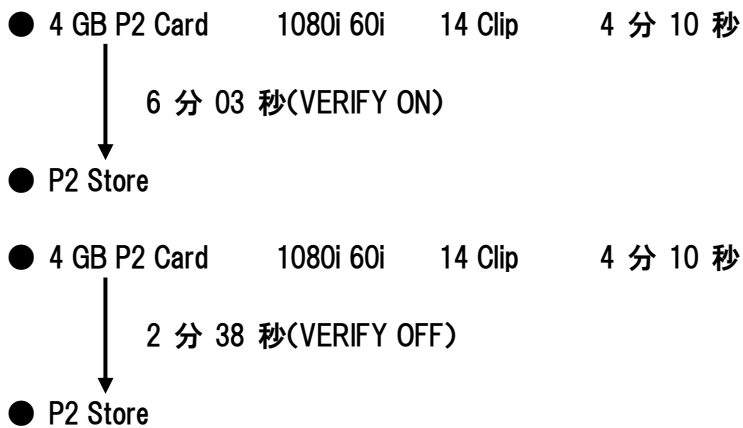 ● 4 GB P2 Card 1080i 60i 14 Clip 4 分 10 秒
6 分 03 秒(VERIFY ON)
● P2 Store
● 4 GB P2 Card 1080i 60i 14 Clip 4 分 10 秒
2 分 38 秒(VERIFY OFF)
● P2 Store